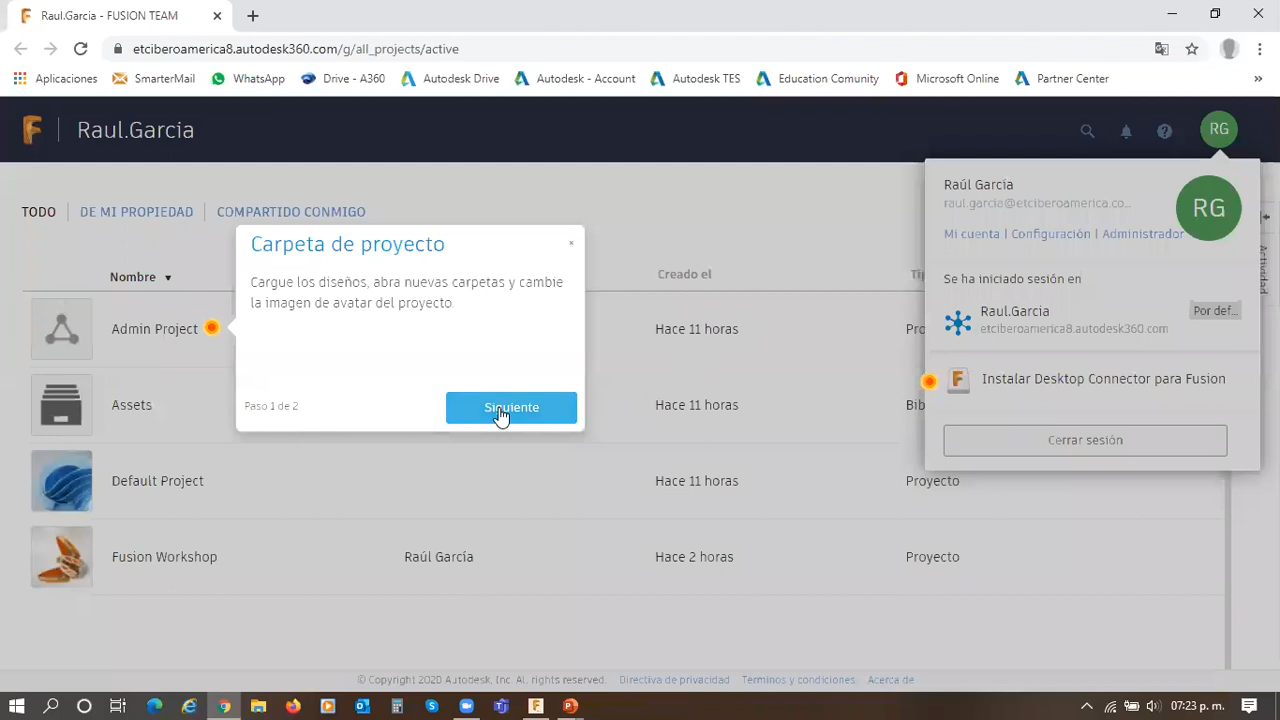 Raul.Garcia - FUSION TEAM
etciberoamerica8.autodesk360.com/g/all_projects/active
Aplicaciones SmarterMail WhatsApp Drive - A360 Autodesk Drive Autodesk - Account Autodesk TES Education Comunity Microsoft Online Partner Center »
F Raul.Garcia RG
Raúl García
raul.garcia@etciberoamerica.co...
RG
Mi cuenta | Configuración | Administrador
TODO DE MI PROPIEDAD COMPARTIDO CONMIGO
Carpeta de proyecto
Cargue los diseños, abra nuevas carpetas y cambie
la imagen de avatar del proyecto.
Paso 1 de 2 Siguiente
Se ha iniciado sesión en
Raul.Garcia Por def...
etciberoamerica8.autodesk360.com
Instalar Desktop Connector para Fusion
Cerrar sesión
Nombre Creado el
Admin Project Hace 11 horas
Assets Hace 11 horas
Default Project Hace 11 horas Proyecto
Fusion Workshop Raúl García Hace 2 horas Proyecto
© Copyright 2020 Autodesk, Inc. All rights reserved. Directiva de privacidad Términos y condiciones. Acerca de
07:23 p. m.